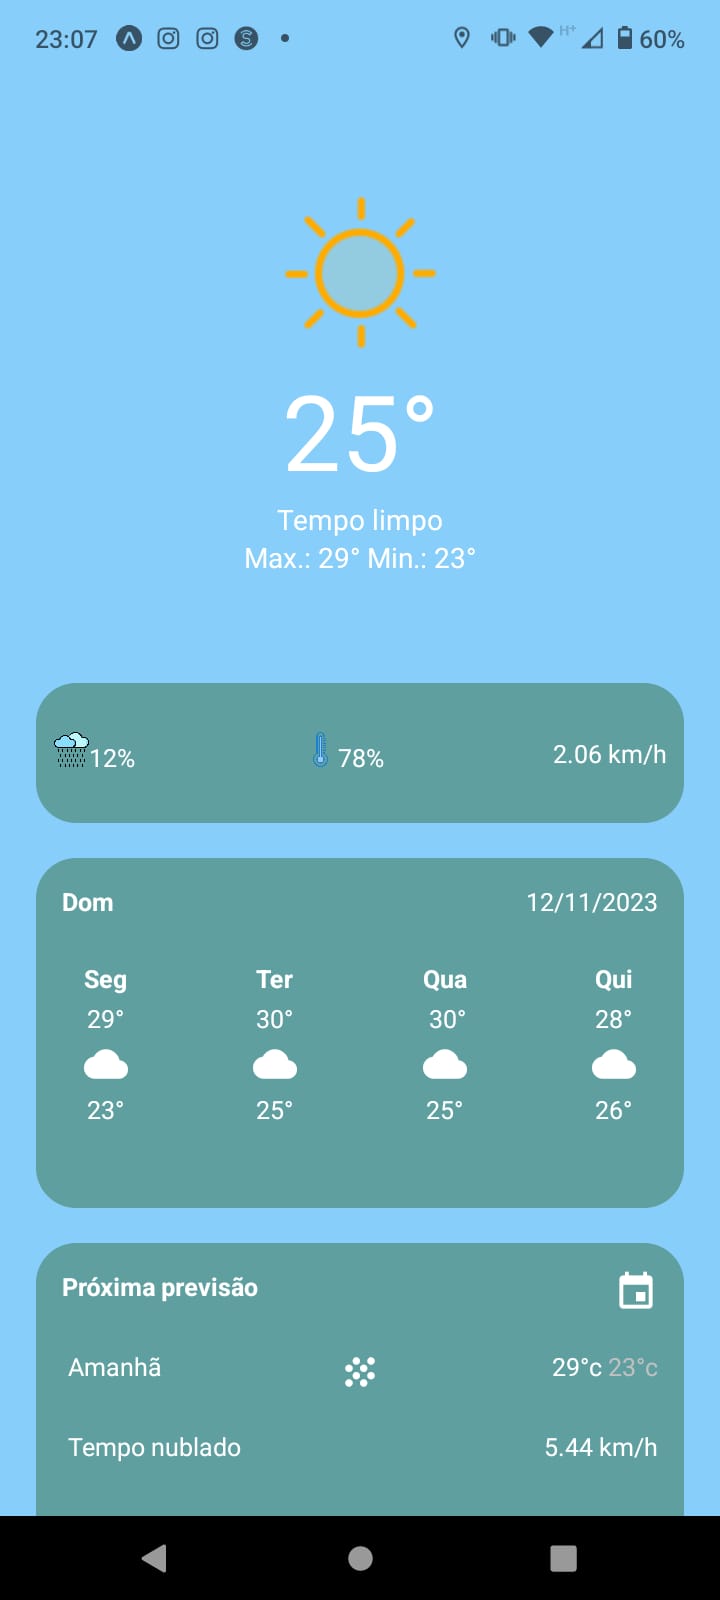 23:07 H+ 60%
25°
Tempo limpo
Max.: 29° Min.: 23°
12% 78% 2.06 km/h
Dom 12/11/2023
Seg Ter Qua Qui
29° 30° 30° 28°
23° 25° 25° 26°
Próxima previsão
Amanhã 29°c 23°c
Tempo nublado 5.44 km/h